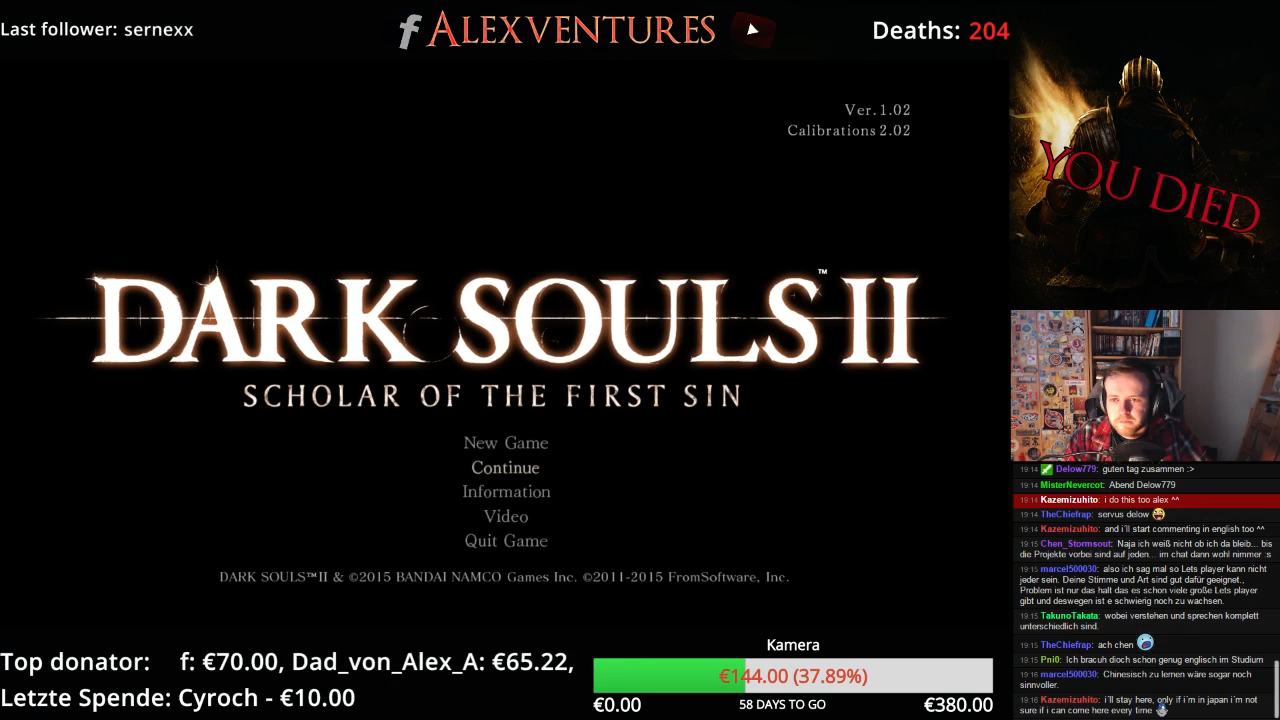 Last follower: sernexx
ALEXVENTURES
Deaths: 204
Ver. 1.02
Calibrations 2.02
YOU DIED
DARK SOULS II
™
SCHOLAR OF THE FIRST SIN
New Game
Continue
Information
Video
Quit Game
DARK SOULS™II & ©2015 BANDAI NAMCO Games Inc. ©2011-2015 FromSoftware, Inc.
19:14 Delow779: guten tag zusammen :>
19:14 MisterNevercot: Abend Delow779
19:14 Kazemizuhito: i do this too alex ^^
19:14 TheChiefrap: servus delow
19:14 Kazemizuhito: and i´ll start commenting in english too ^^
19:15 Chen_Stormsout: Naja ich weiß nicht ob ich da bleib... bis
die Projekte vorbei sind auf jeden... im chat dann wohl nimmer :s
19:15 marcel500030: also ich sag mal so Lets player kann nicht
jeder sein. Deine Stimme und Art sind gut dafür geeignet.,
Problem ist nur das halt das es schon viele große Lets player
gibt und deswegen ist e schwierig noch zu wachsen.
19:15 TakunoTakata: wobei verstehen und sprechen komplett
unterschiedlich sind.
19:15 TheChiefrap: ach chen
19:15 Pni0: Ich bracuh dioch schon genug englisch im Studium
19:16 marcel500030: Chinesisch zu lernen wäre sogar noch
sinnvoller.
19:16 Kazemizuhito: i´ll stay here, only if i´m in japan i´m not
sure if i can come here every time
Top donator: f: €70.00, Dad_von_Alex_A: €65.22,
Letzte Spende: Cyroch - €10.00
Kamera
€144.00 (37.89%)
€0.00 58 DAYS TO GO €380.00